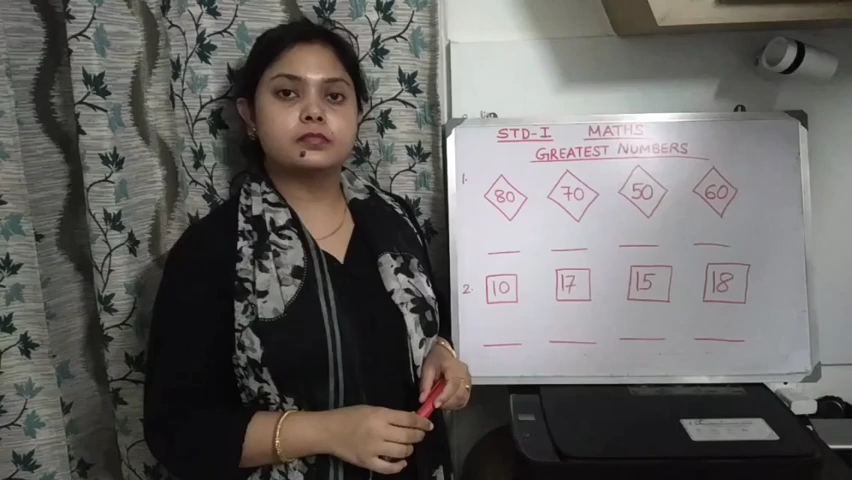 STD-I MATHS
GREATEST NUMBERS
1. 80 70 50 60
2. 10 17 15 18